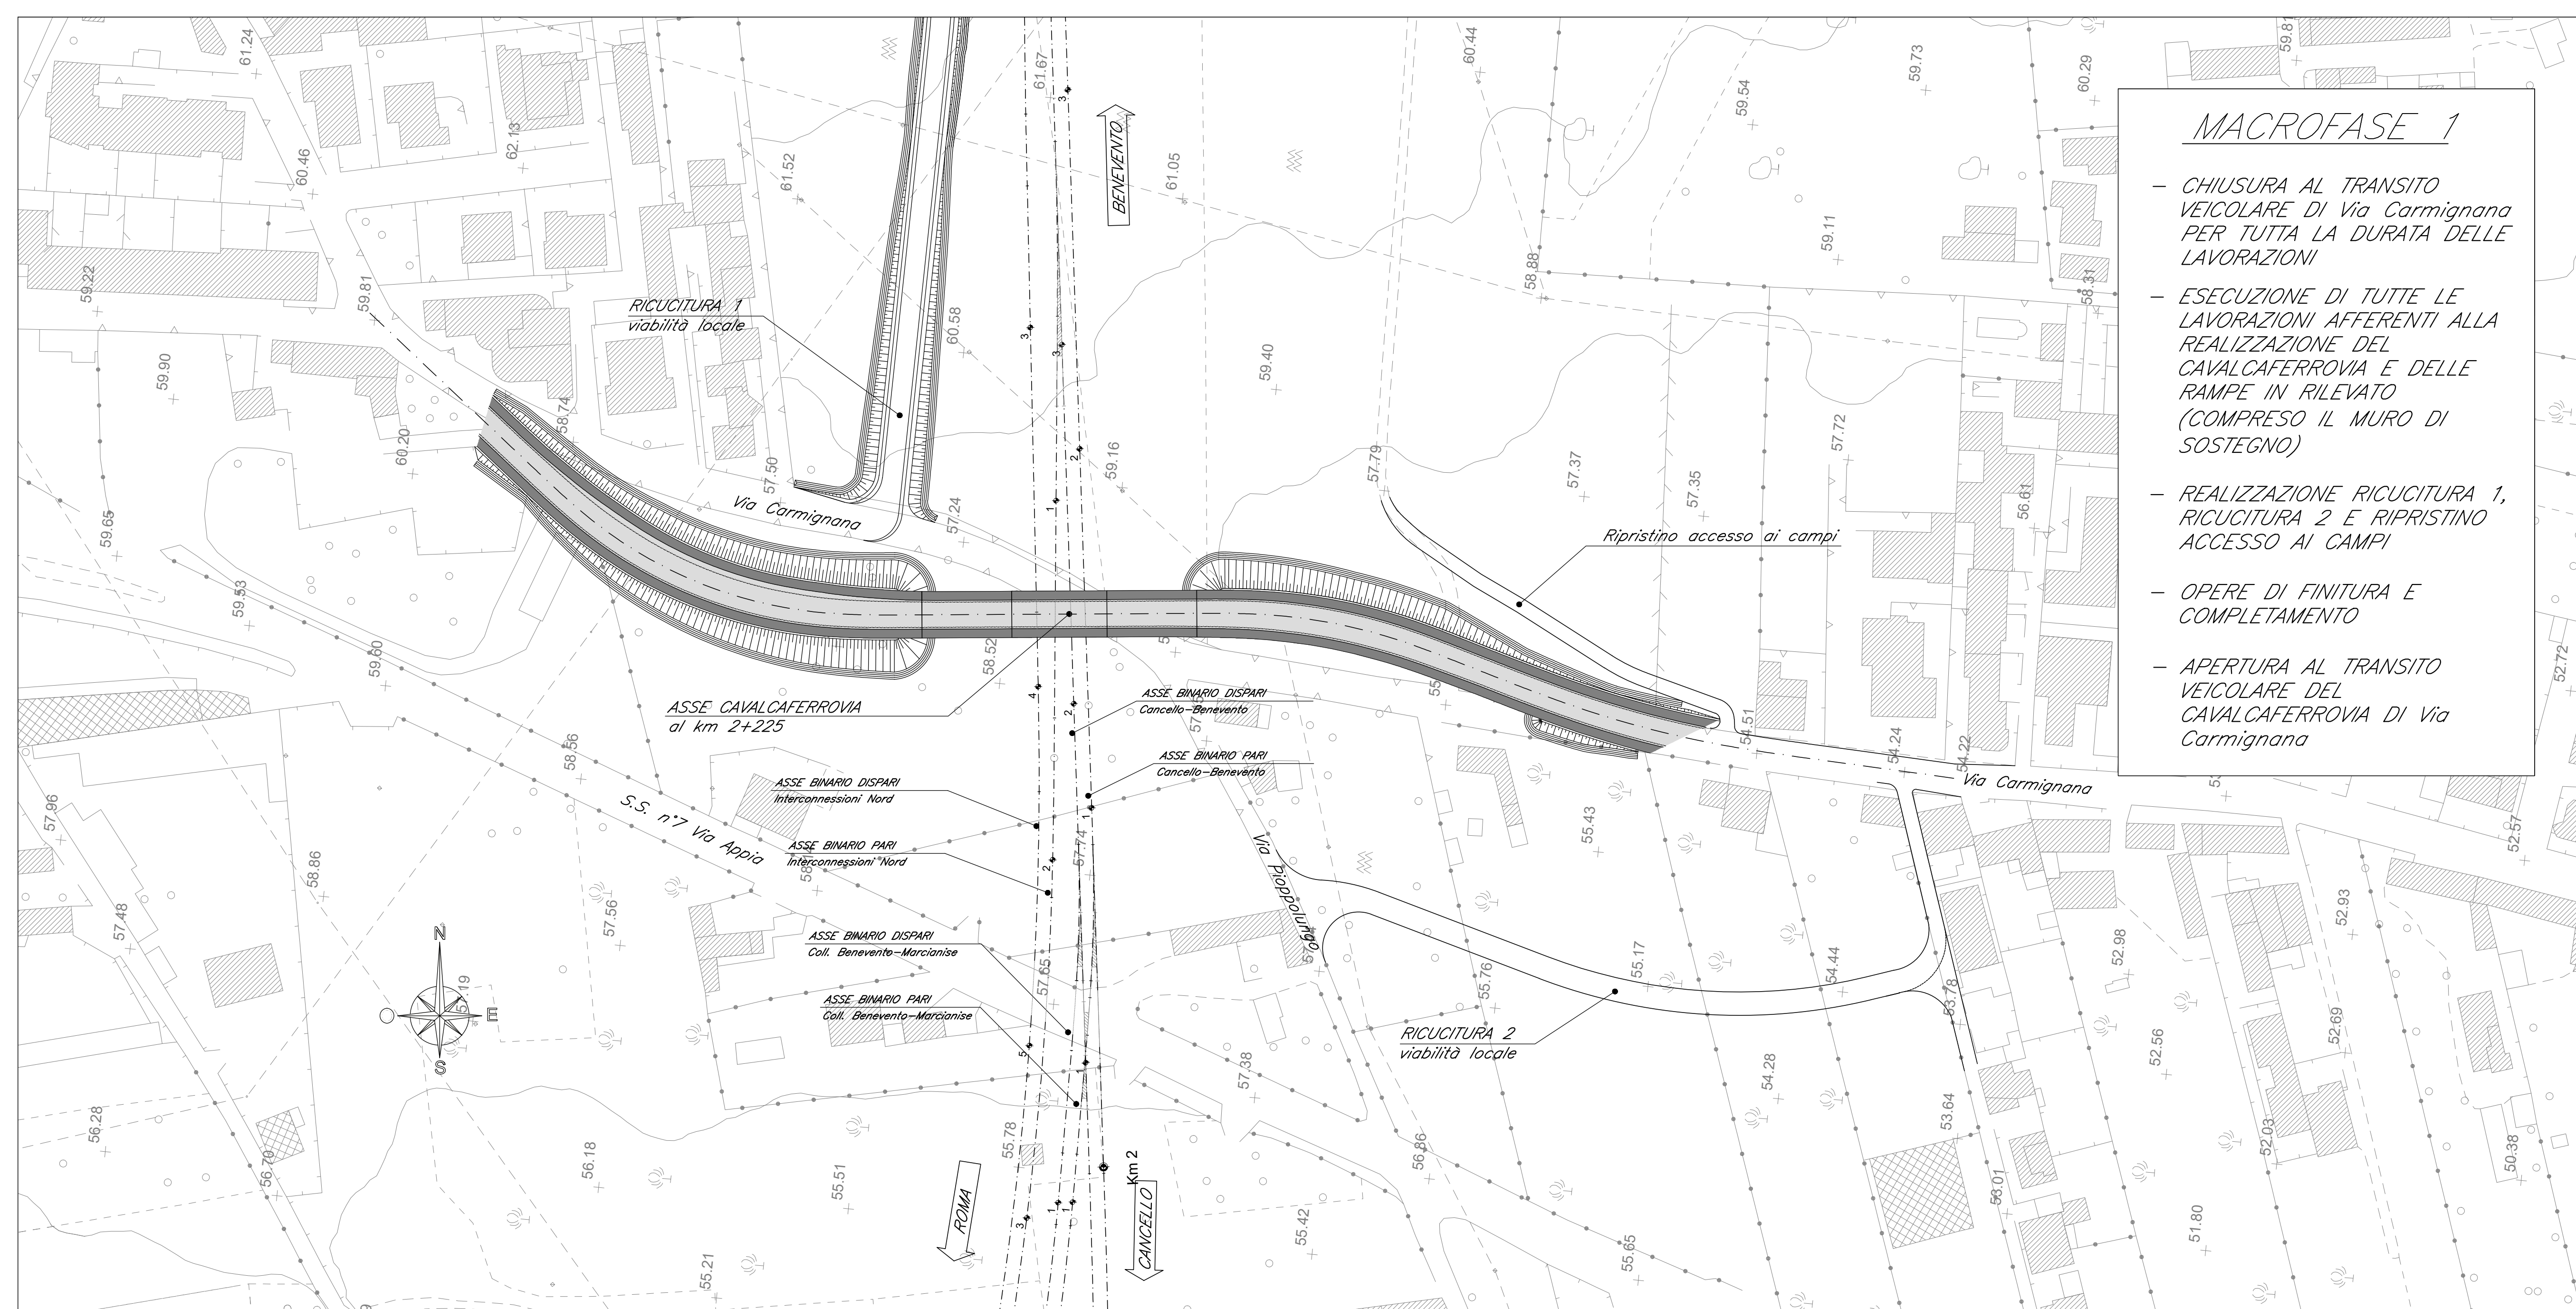 MACROFASE 1
– CHIUSURA AL TRANSITO
VEICOLARE DI Via Carmignana
PER TUTTA LA DURATA DELLE
LAVORAZIONI
– ESECUZIONE DI TUTTE LE
LAVORAZIONI AFFERENTI ALLA
REALIZZAZIONE DEL
CAVALCAFERROVIA E DELLE
RAMPE IN RILEVATO
(COMPRESO IL MURO DI
SOSTEGNO)
– REALIZZAZIONE RICUCITURA 1,
RICUCITURA 2 E RIPRISTINO
ACCESSO AI CAMPI
– OPERE DI FINITURA E
COMPLETAMENTO
– APERTURA AL TRANSITO
VEICOLARE DEL
CAVALCAFERROVIA DI Via
Carmignana
BENEVENTO
RICUCITURA 1
viabilità locale
Via Carmignana
Ripristino accesso ai campi
ASSE CAVALCAFERROVIA
al km 2+225
ASSE BINARIO DISPARI
Cancello-Benevento
ASSE BINARIO PARI
Cancello-Benevento
ASSE BINARIO DISPARI
Interconnessioni Nord
ASSE BINARIO PARI
Interconnessioni Nord
ASSE BINARIO DISPARI
Coll. Benevento-Marcianise
ASSE BINARIO PARI
Coll. Benevento-Marcianise
S.S. n°7 Via Appia
Via Pioppolungo
Via Carmignana
RICUCITURA 2
viabilità locale
N
O
E
S
ROMA
CANCELLO
Km 2
61.24
61.67
60.44
59.73
59.54
60.29
59.81
60.46
62.13
61.52
61.05
59.11
59.22
59.81
58.88
58.31
59.90
60.58
59.40
58.74
60.20
57.50
59.16
57.79
57.37
57.35
57.72
56.61
59.65
57.24
59.53
59.60
58.52
54.51
54.24
54.22
52.72
58.56
57.96
55.43
52.57
58.86
57.74
57.48
57.56
52.93
57.65
55.76
55.17
54.44
52.98
57.19
53.78
52.69
52.56
57.38
54.28
56.28
56.70
56.18
55.78
55.51
56.86
53.64
52.03
50.38
53.01
55.21
55.42
55.65
51.80